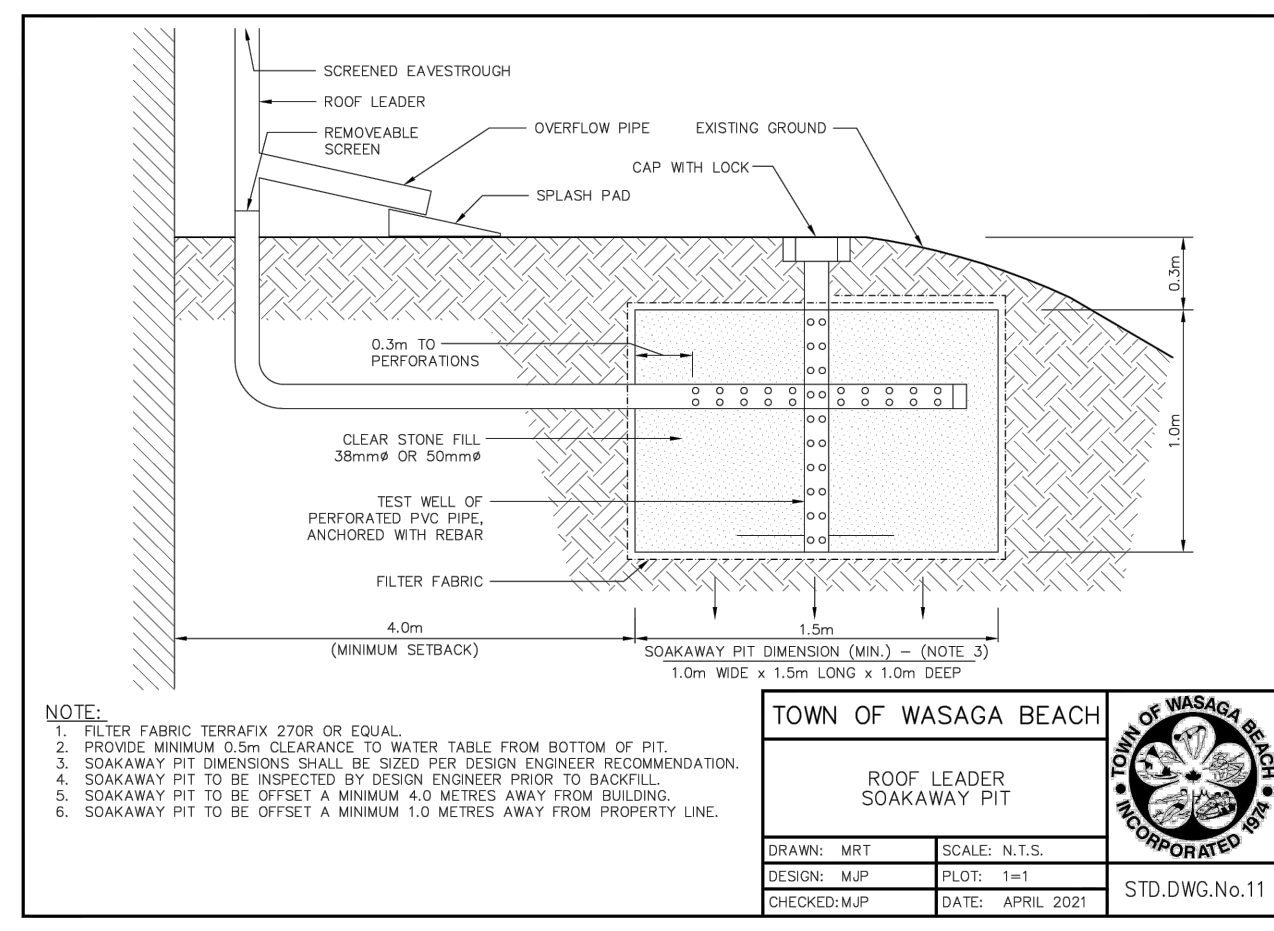 SCREENED EAVESTROUGH
ROOF LEADER
REMOVEABLE
SCREEN
OVERFLOW PIPE
EXISTING GROUND
CAP WITH LOCK
SPLASH PAD
0.3m
0.3m TO
PERFORATIONS
1.0m
CLEAR STONE FILL
38mmø OR 50mmø
TEST WELL OF
PERFORATED PVC PIPE,
ANCHORED WITH REBAR
FILTER FABRIC
4.0m
(MINIMUM SETBACK)
1.5m
SOAKAWAY PIT DIMENSION (MIN.) – (NOTE 3)
1.0m WIDE x 1.5m LONG x 1.0m DEEP
NOTE:
1. FILTER FABRIC TERRAFIX 270R OR EQUAL.
2. PROVIDE MINIMUM 0.5m CLEARANCE TO WATER TABLE FROM BOTTOM OF PIT.
3. SOAKAWAY PIT DIMENSIONS SHALL BE SIZED PER DESIGN ENGINEER RECOMMENDATION.
4. SOAKAWAY PIT TO BE INSPECTED BY DESIGN ENGINEER PRIOR TO BACKFILL.
5. SOAKAWAY PIT TO BE OFFSET A MINIMUM 4.0 METRES AWAY FROM BUILDING.
6. SOAKAWAY PIT TO BE OFFSET A MINIMUM 1.0 METRES AWAY FROM PROPERTY LINE.
TOWN OF WASAGA BEACH
ROOF LEADER
SOAKAWAY PIT
DRAWN: MRT
SCALE: N.T.S.
DESIGN: MJP
PLOT: 1=1
CHECKED: MJP
DATE: APRIL 2021
TOWN OF WASAGA BEACH
INCORPORATED 1974
STD.DWG.No.11